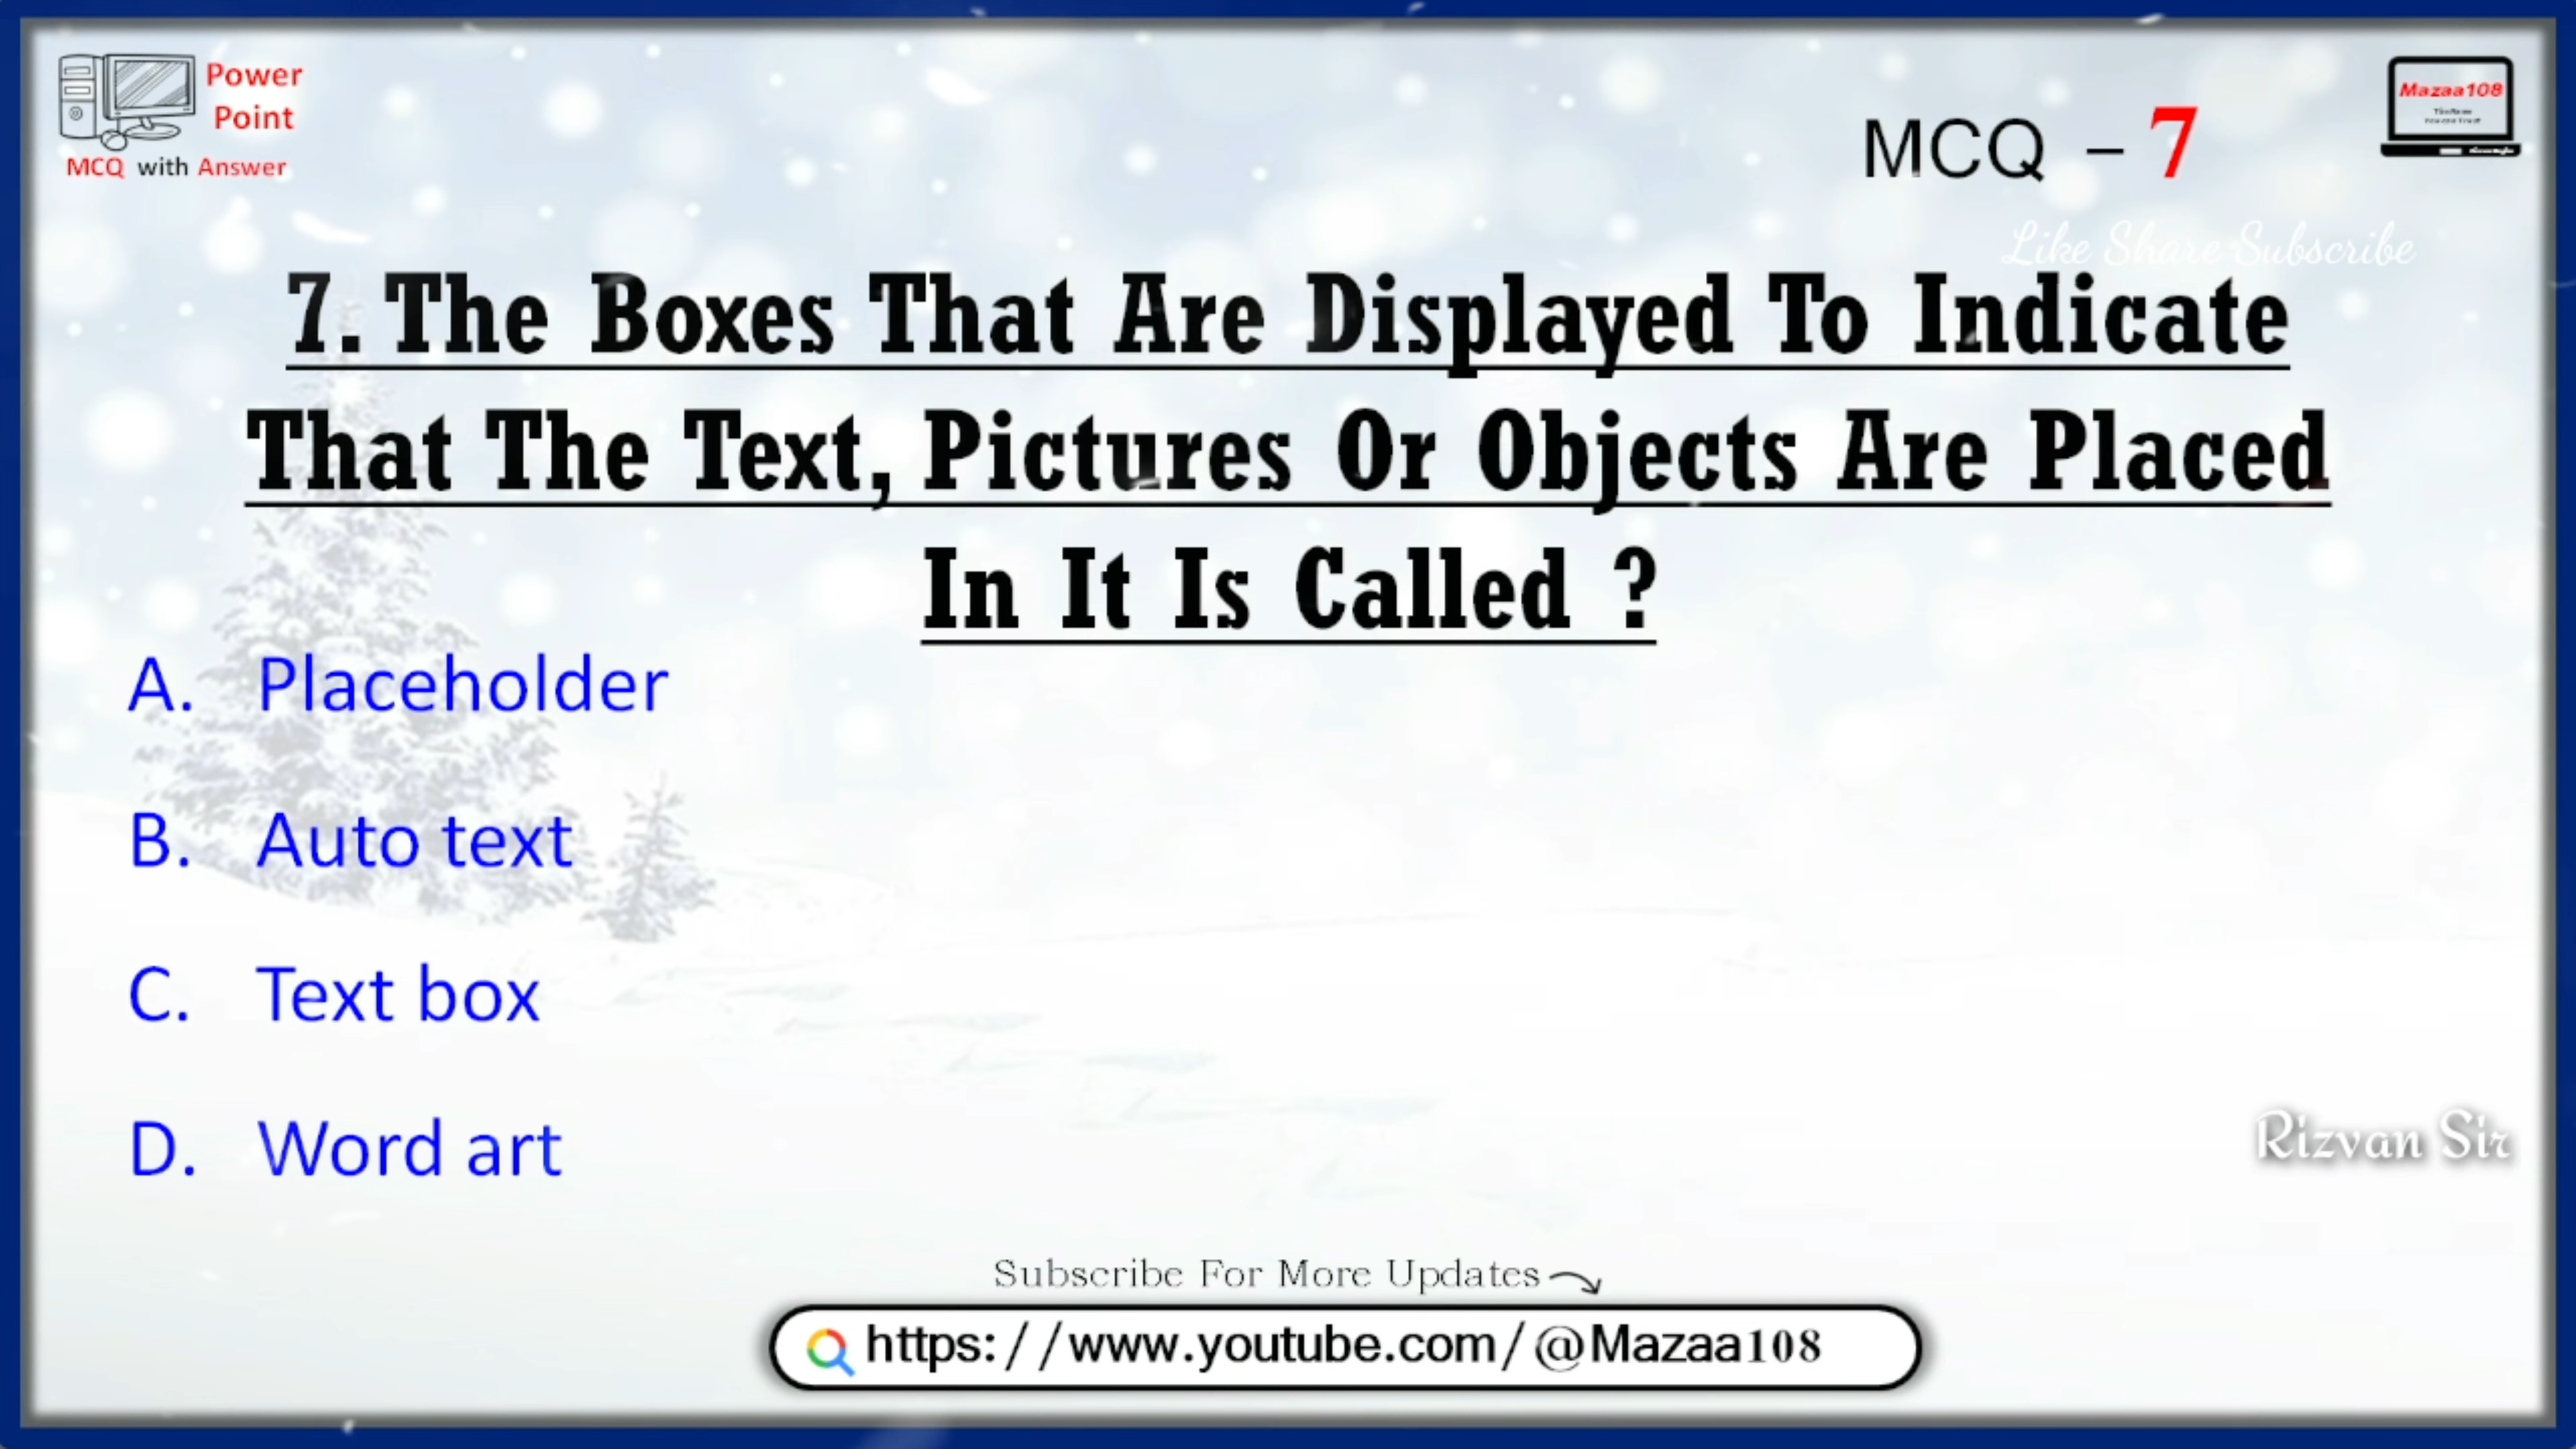 Power
Point
MCQ with Answer
MCQ – 7
Mazaa108
Like Share Subscribe
7. The Boxes That Are Displayed To Indicate
That The Text, Pictures Or Objects Are Placed
In It Is Called ?
A. Placeholder
B. Auto text
C. Text box
D. Word art
Rizvan Sir
Subscribe For More Updates
https://www.youtube.com/@Mazaa108